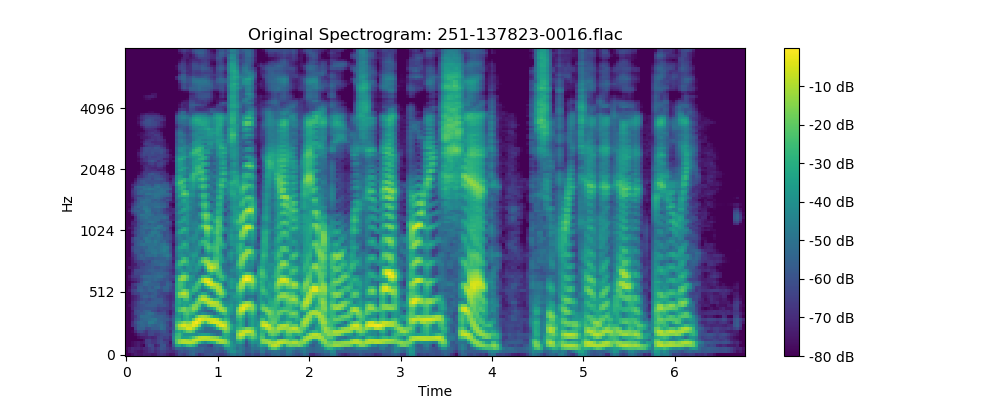 Original Spectrogram: 251-137823-0016.flac
Hz
4096
2048
1024
512
0
0 1 2 3 4 5 6
Time
-10 dB
-20 dB
-30 dB
-40 dB
-50 dB
-60 dB
-70 dB
-80 dB